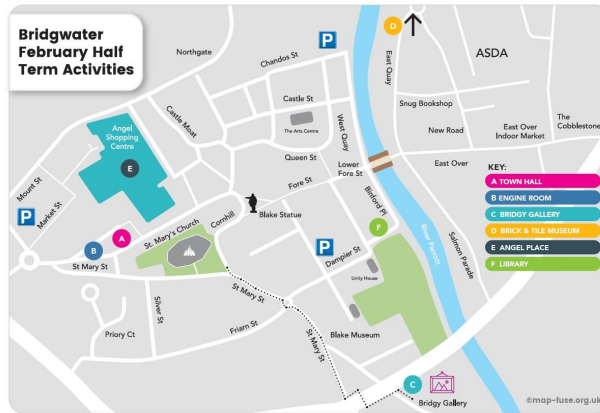 Bridgwater
February Half
Term Activities
Northgate
Chandos St
P
D
East Quay
ASDA
Castle Moat
Castle St
The Arts Centre
West Quay
Snug Bookshop
New Road
East Over
Indoor Market
The
Cobblestone
Angel
Shopping
Centre
E
Queen St
Lower
Fore St
East Over
Fore St
Mount St
Market St
P
Cornhill
Blake Statue
Binford Pl
KEY:
A TOWN HALL
B ENGINE ROOM
C BRIDGY GALLERY
D BRICK & TILE MUSEUM
E ANGEL PLACE
F LIBRARY
St. Mary's Church
A
B
St Mary St
P
F
Dampier St
River Parrott
Salmon Parade
Unity House
St Mary St
Silver St
Friarn St
Priory Ct
St Mary St
Blake Museum
C
Bridgy Gallery
©map-fuse.org.uk